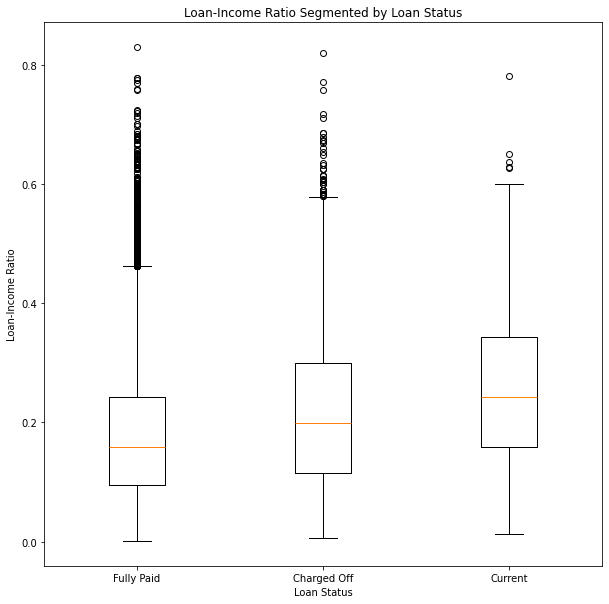 Loan-Income Ratio Segmented by Loan Status
0.8
0.6
0.4
0.2
0.0
Loan-Income Ratio
Fully Paid Charged Off Current
Loan Status